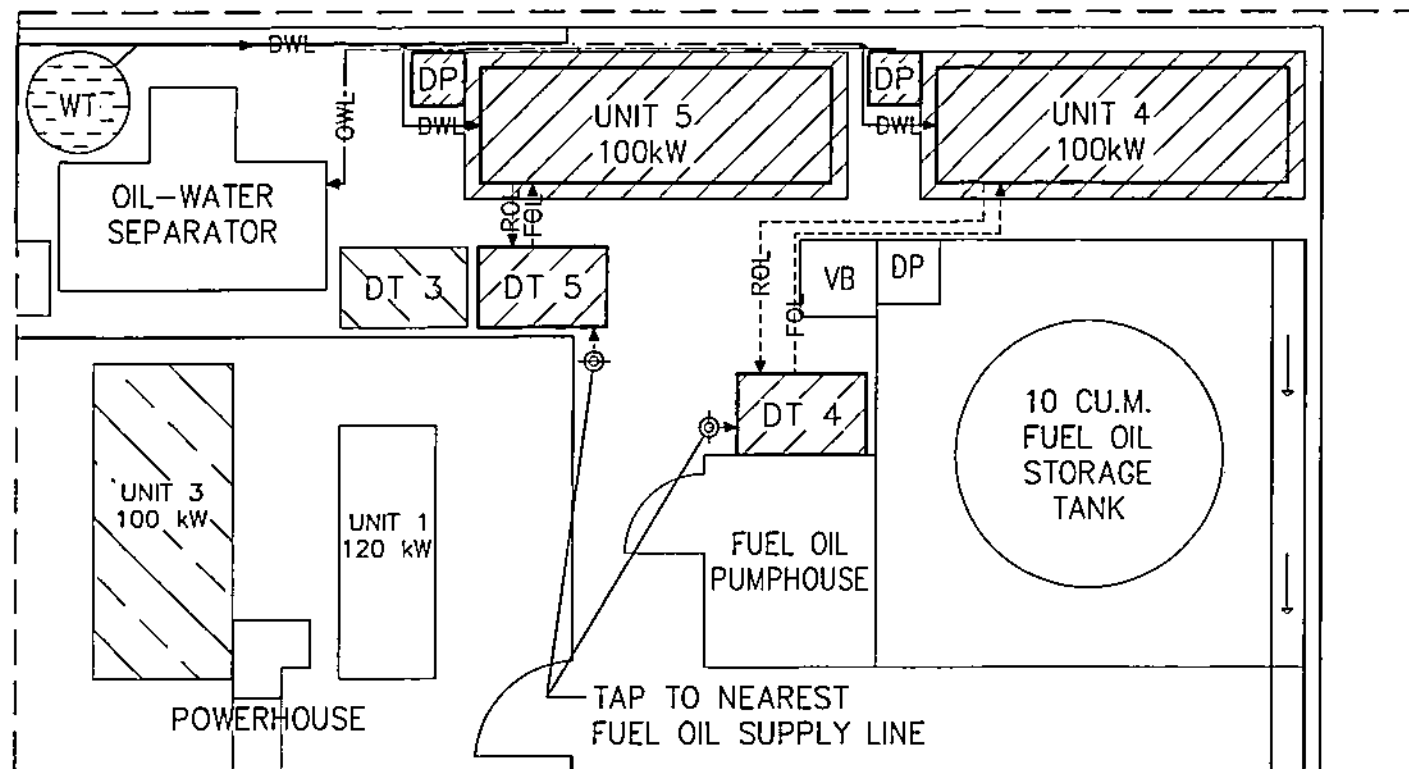 DWL
WT
OWL
DP
DWL
UNIT 5
100kW
DP
DWL
UNIT 4
100kW
OIL-WATER
SEPARATOR
ROL
FOL
DT 3
DT 5
ROL
FOL
VB
DP
DT 4
10 CU.M.
FUEL OIL
STORAGE
TANK
UNIT 3
100 kW
UNIT 1
120 kW
FUEL OIL
PUMPHOUSE
POWERHOUSE
TAP TO NEAREST
FUEL OIL SUPPLY LINE